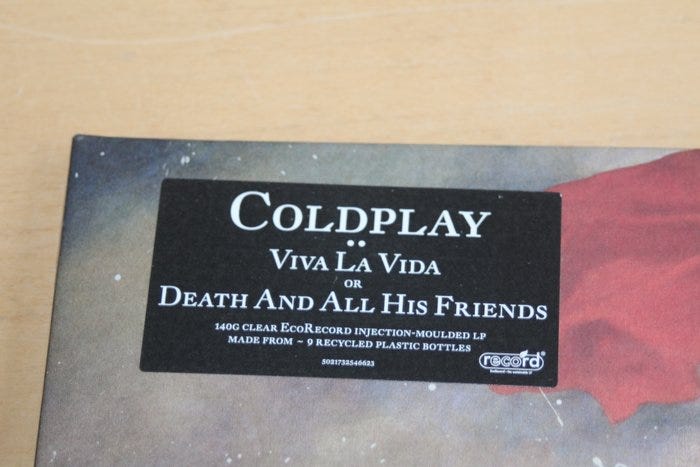 COLDPLAY
VIVA LA VIDA
OR
DEATH AND ALL HIS FRIENDS
140G CLEAR ECORECORD INJECTION-MOULDED LP
MADE FROM ~ 9 RECYCLED PLASTIC BOTTLES
5021732546623
record